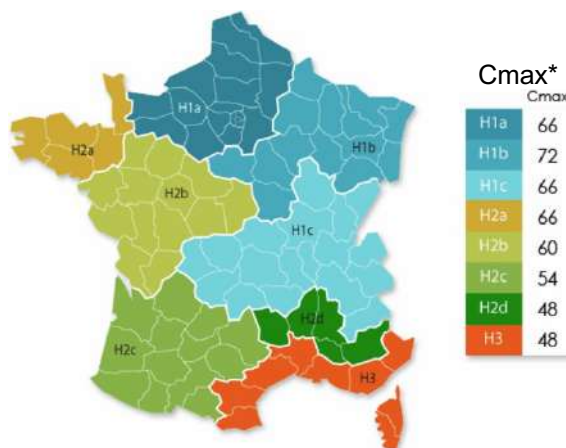 Cmax*
Cmax
H1a 66
H1b 72
H1c 66
H2a 66
H2b 60
H2c 54
H2d 48
H3 48
H1a
H1b
H2a
H2b
H1c
H2d
H2c
H3